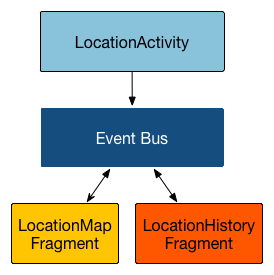 LocationActivity
Event Bus
LocationMap
Fragment
LocationHistory
Fragment